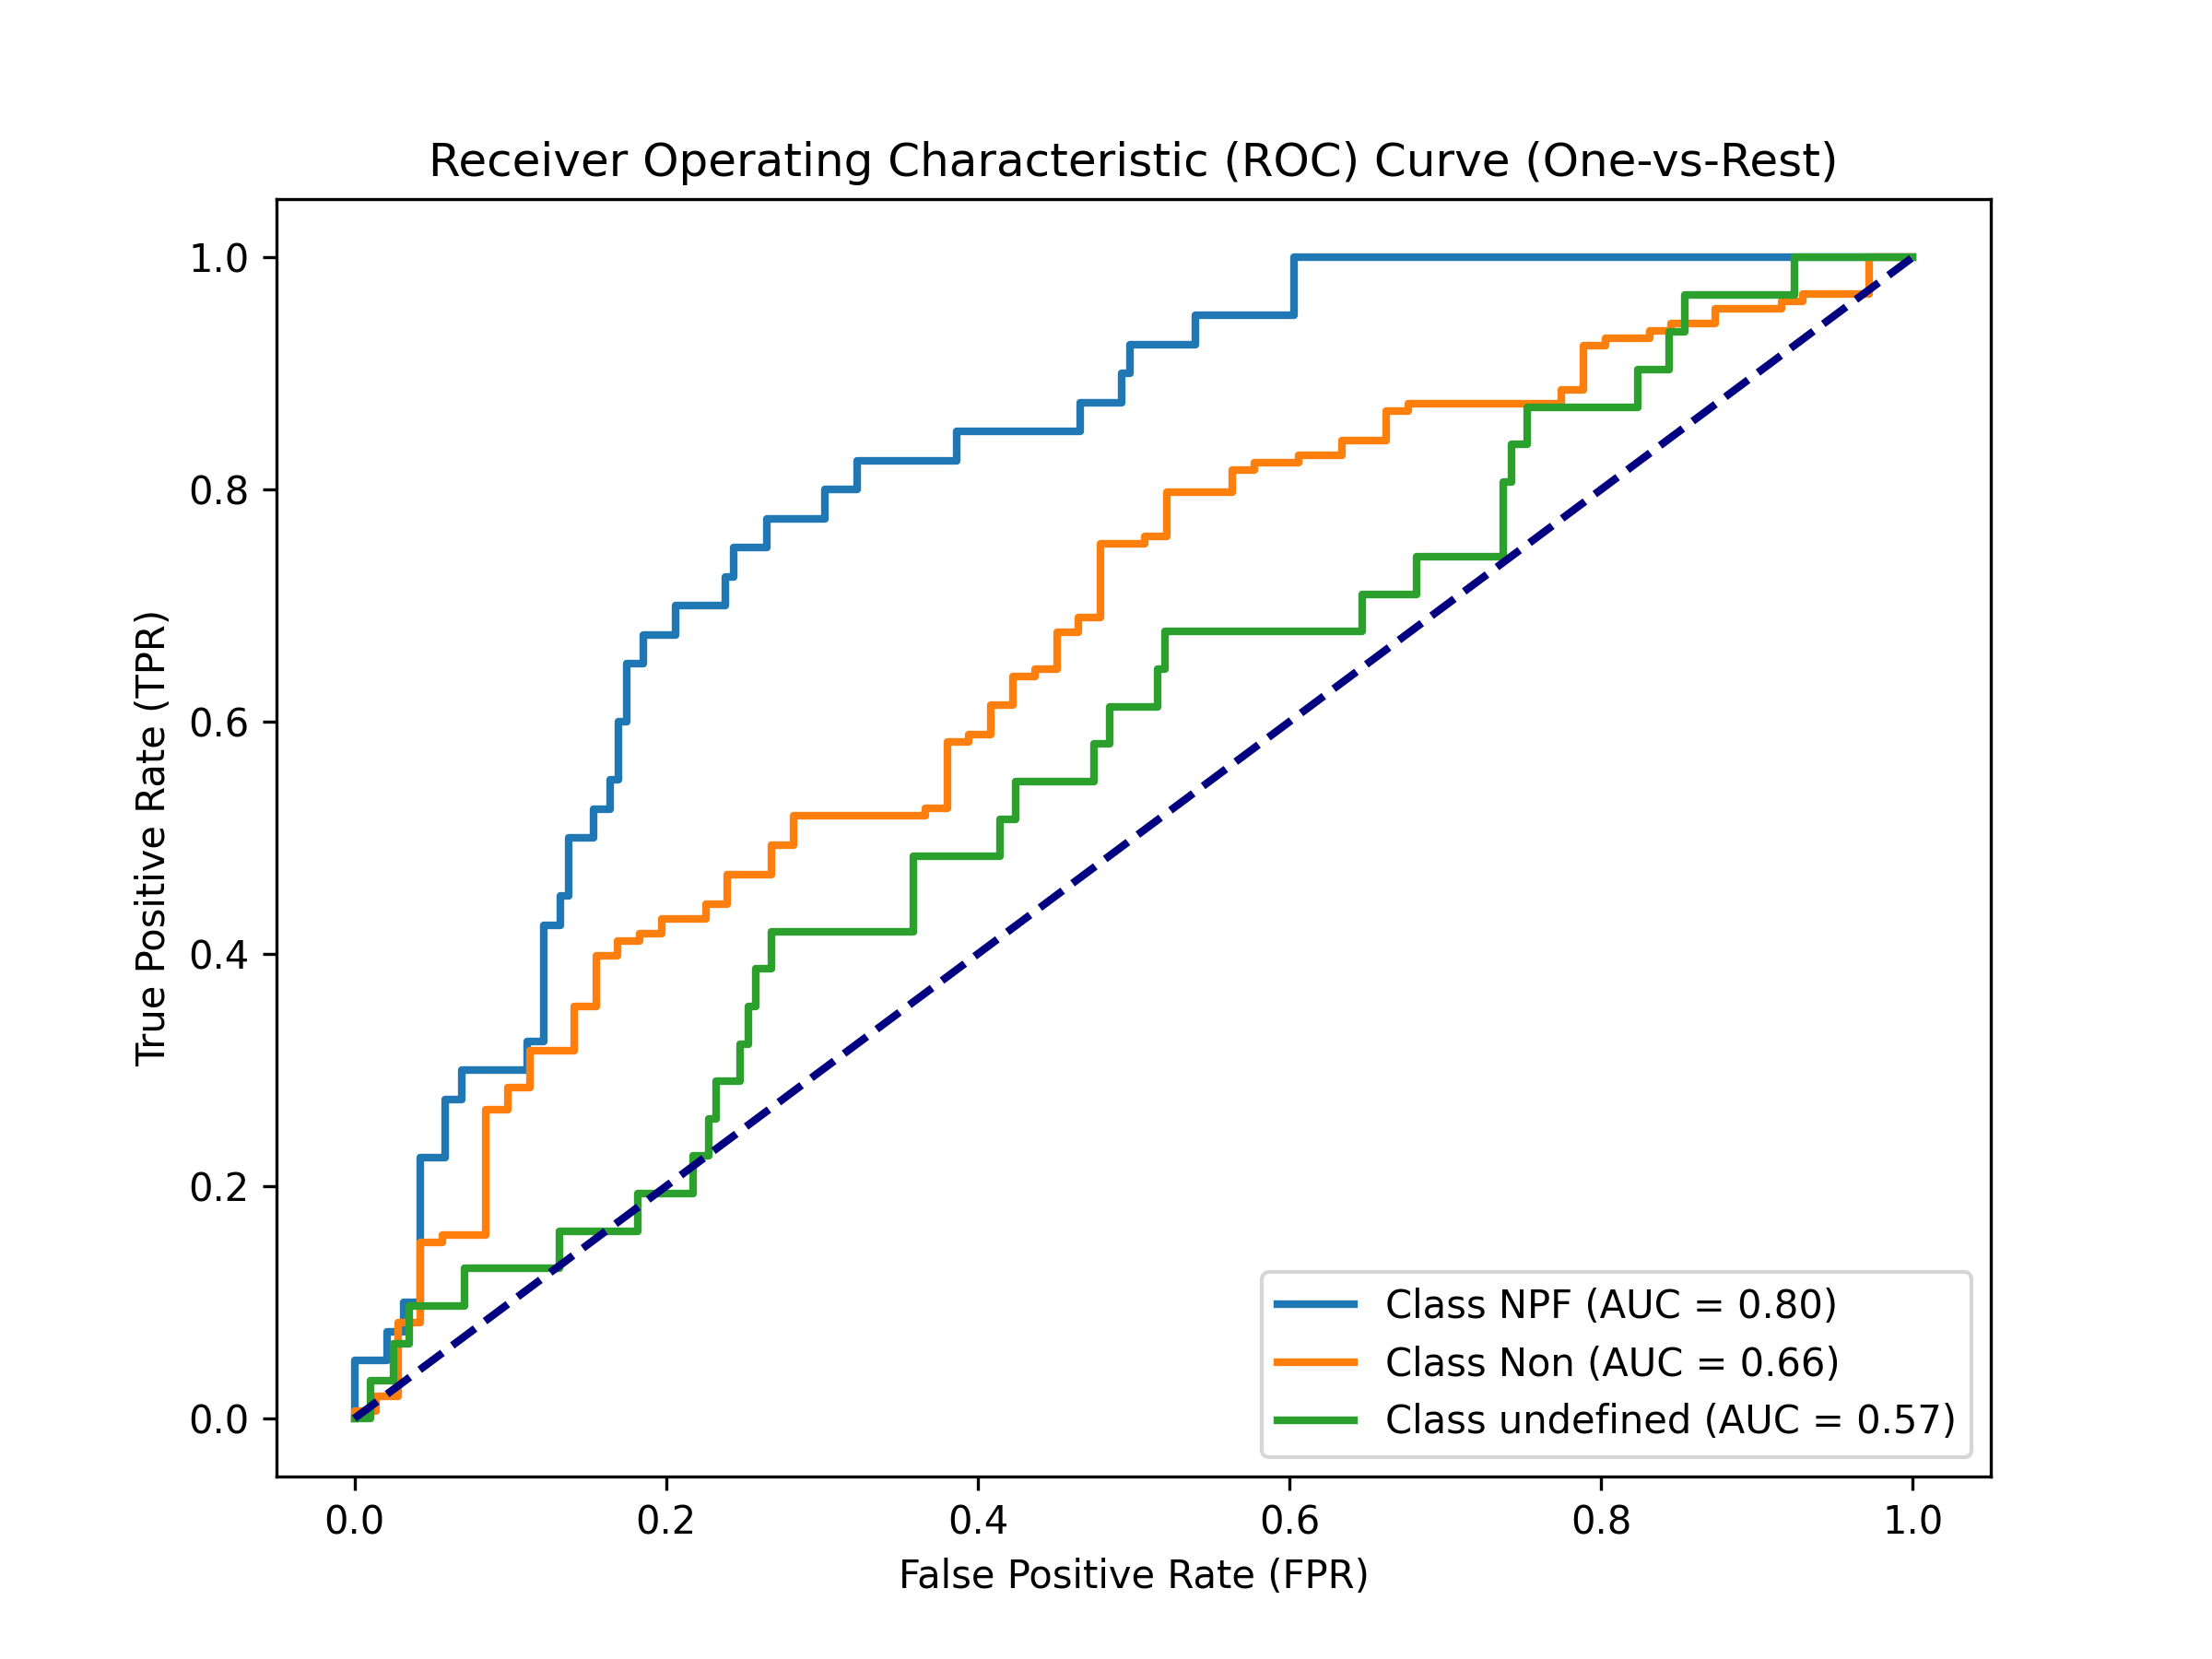 Receiver Operating Characteristic (ROC) Curve (One-vs-Rest)
True Positive Rate (TPR)
1.0
0.8
0.6
0.4
0.2
0.0
0.0 0.2 0.4 0.6 0.8 1.0
False Positive Rate (FPR)
Class NPF (AUC = 0.80)
Class Non (AUC = 0.66)
Class undefined (AUC = 0.57)